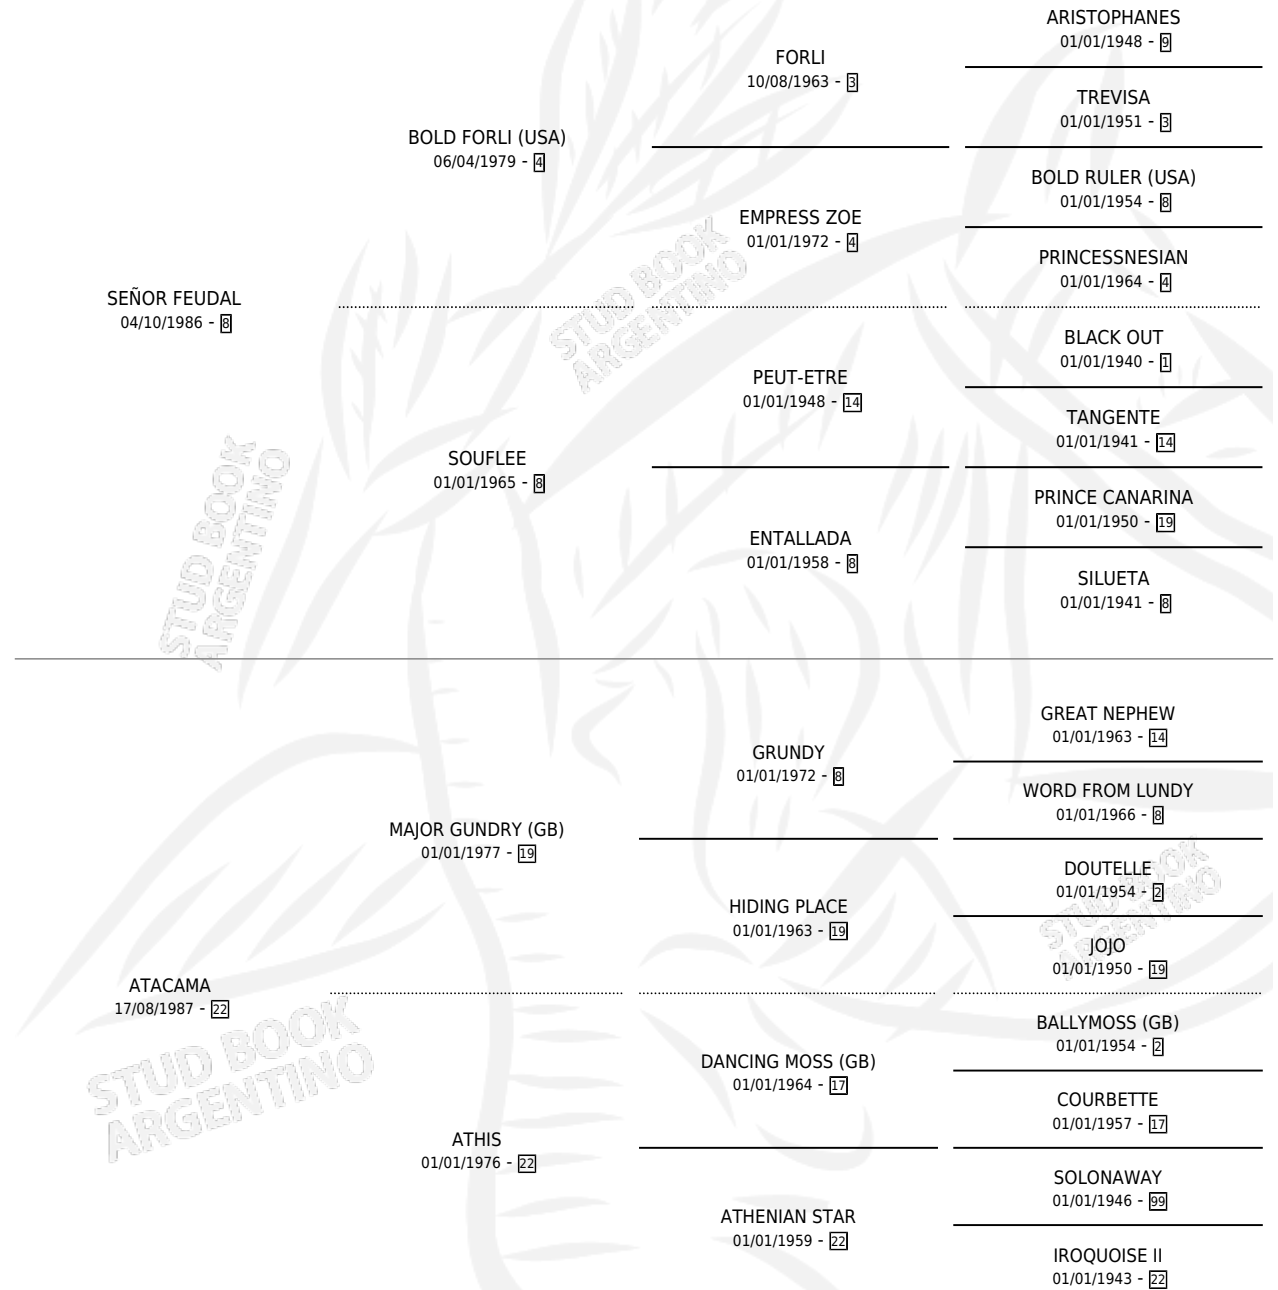 ARISTOPHANES
01/01/1948 - 9
FORLI
10/08/1963 - 3
TREVISA
01/01/1951 - 3
BOLD FORLI (USA)
06/04/1979 - 4
BOLD RULER (USA)
01/01/1954 - 8
EMPRESS ZOE
01/01/1972 - 4
PRINCESSNESIAN
01/01/1964 - 4
SEÑOR FEUDAL
04/10/1986 - 8
BLACK OUT
01/01/1940 - 1
PEUT-ETRE
01/01/1948 - 14
TANGENTE
01/01/1941 - 14
SOUFLEE
01/01/1965 - 8
PRINCE CANARINA
01/01/1950 - 19
ENTALLADA
01/01/1958 - 8
SILUETA
01/01/1941 - 8
STUD BOOK
ARGENTINO
STUD BOOK
ARGENTINO
GREAT NEPHEW
01/01/1963 - 14
GRUNDY
01/01/1972 - 8
WORD FROM LUNDY
01/01/1966 - 8
MAJOR GUNDRY (GB)
01/01/1977 - 19
DOUTELLE
01/01/1954 - 2
HIDING PLACE
01/01/1963 - 19
JOJO
01/01/1950 - 19
ATACAMA
17/08/1987 - 22
BALLYMOSS (GB)
01/01/1954 - 2
DANCING MOSS (GB)
01/01/1964 - 17
COURBETTE
01/01/1957 - 17
ATHIS
01/01/1976 - 22
SOLONAWAY
01/01/1946 - 99
ATHENIAN STAR
01/01/1959 - 22
IROQUOISE II
01/01/1943 - 22
STUD BOOK
ARGENTINO
STUD BOOK
ARGENTINO